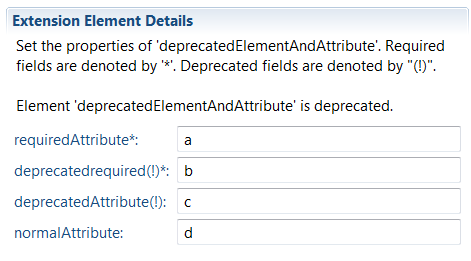 Extension Element Details
Set the properties of 'deprecatedElementAndAttribute'. Required
fields are denoted by '*'. Deprecated fields are denoted by "(!)".
Element 'deprecatedElementAndAttribute' is deprecated.
requiredAttribute*: a
deprecatedrequired(!)*: b
deprecatedAttribute(!): c
normalAttribute: d